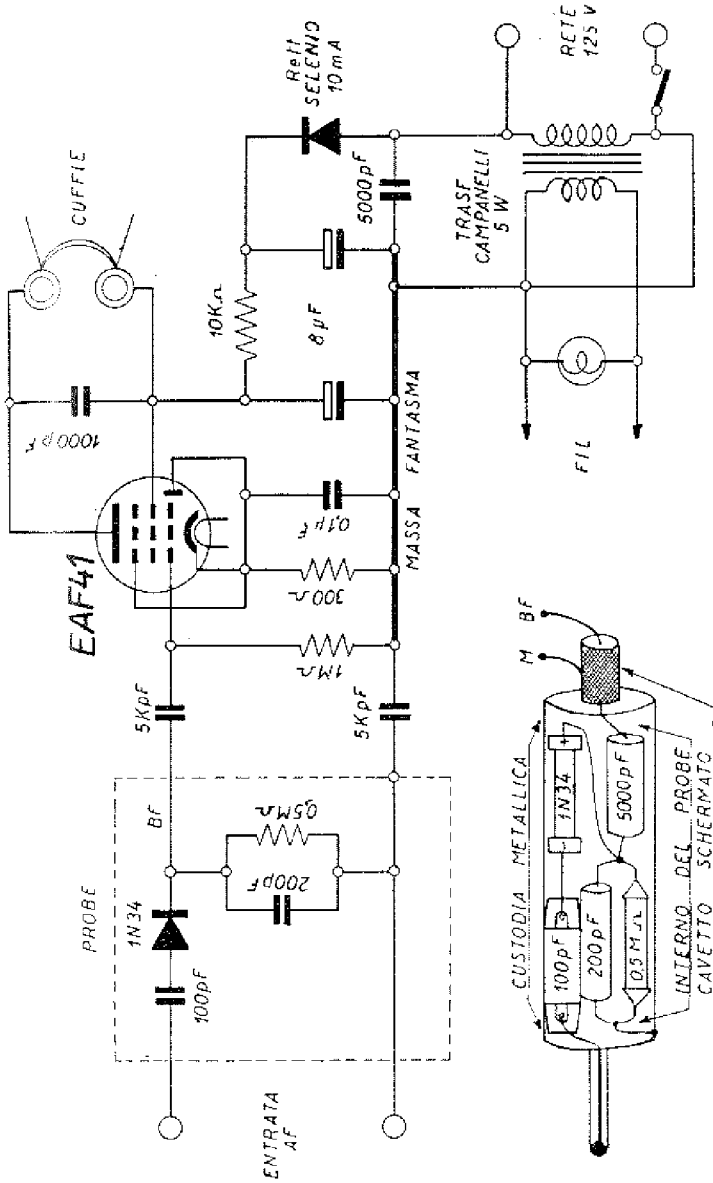 EAF41
CUFFIE
1000pF
10KΩ
8µF
Rett
SELENIO
10mA
5000pF
RETE
125V
TRASF
CAMPANELLI
5 W
FIL
MASSA FANTASMA
0,1µF
300Ω
1MΩ
5KpF
5KpF
PROBE
BF
1N34
100pF
200pF
0,5MΩ
ENTRATA
AF
CUSTODIA METALLICA
M
BF
1N34
100pF
200pF
0,5MΩ
5000pF
INTERNO DEL PROBE
CAVETTO SCHERMATO